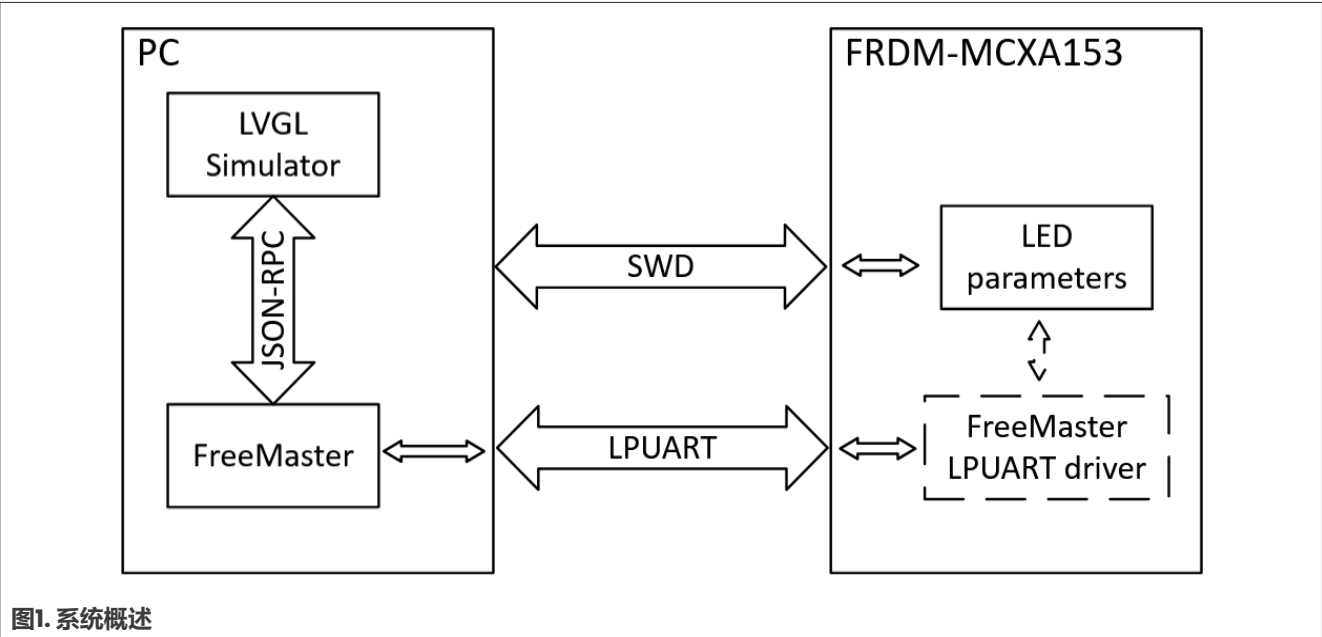 PC
LVGL
Simulator
JSON-RPC
FreeMaster
SWD
LPUART
FRDM-MCXA153
LED
parameters
FreeMaster
LPUART driver
图1. 系统概述